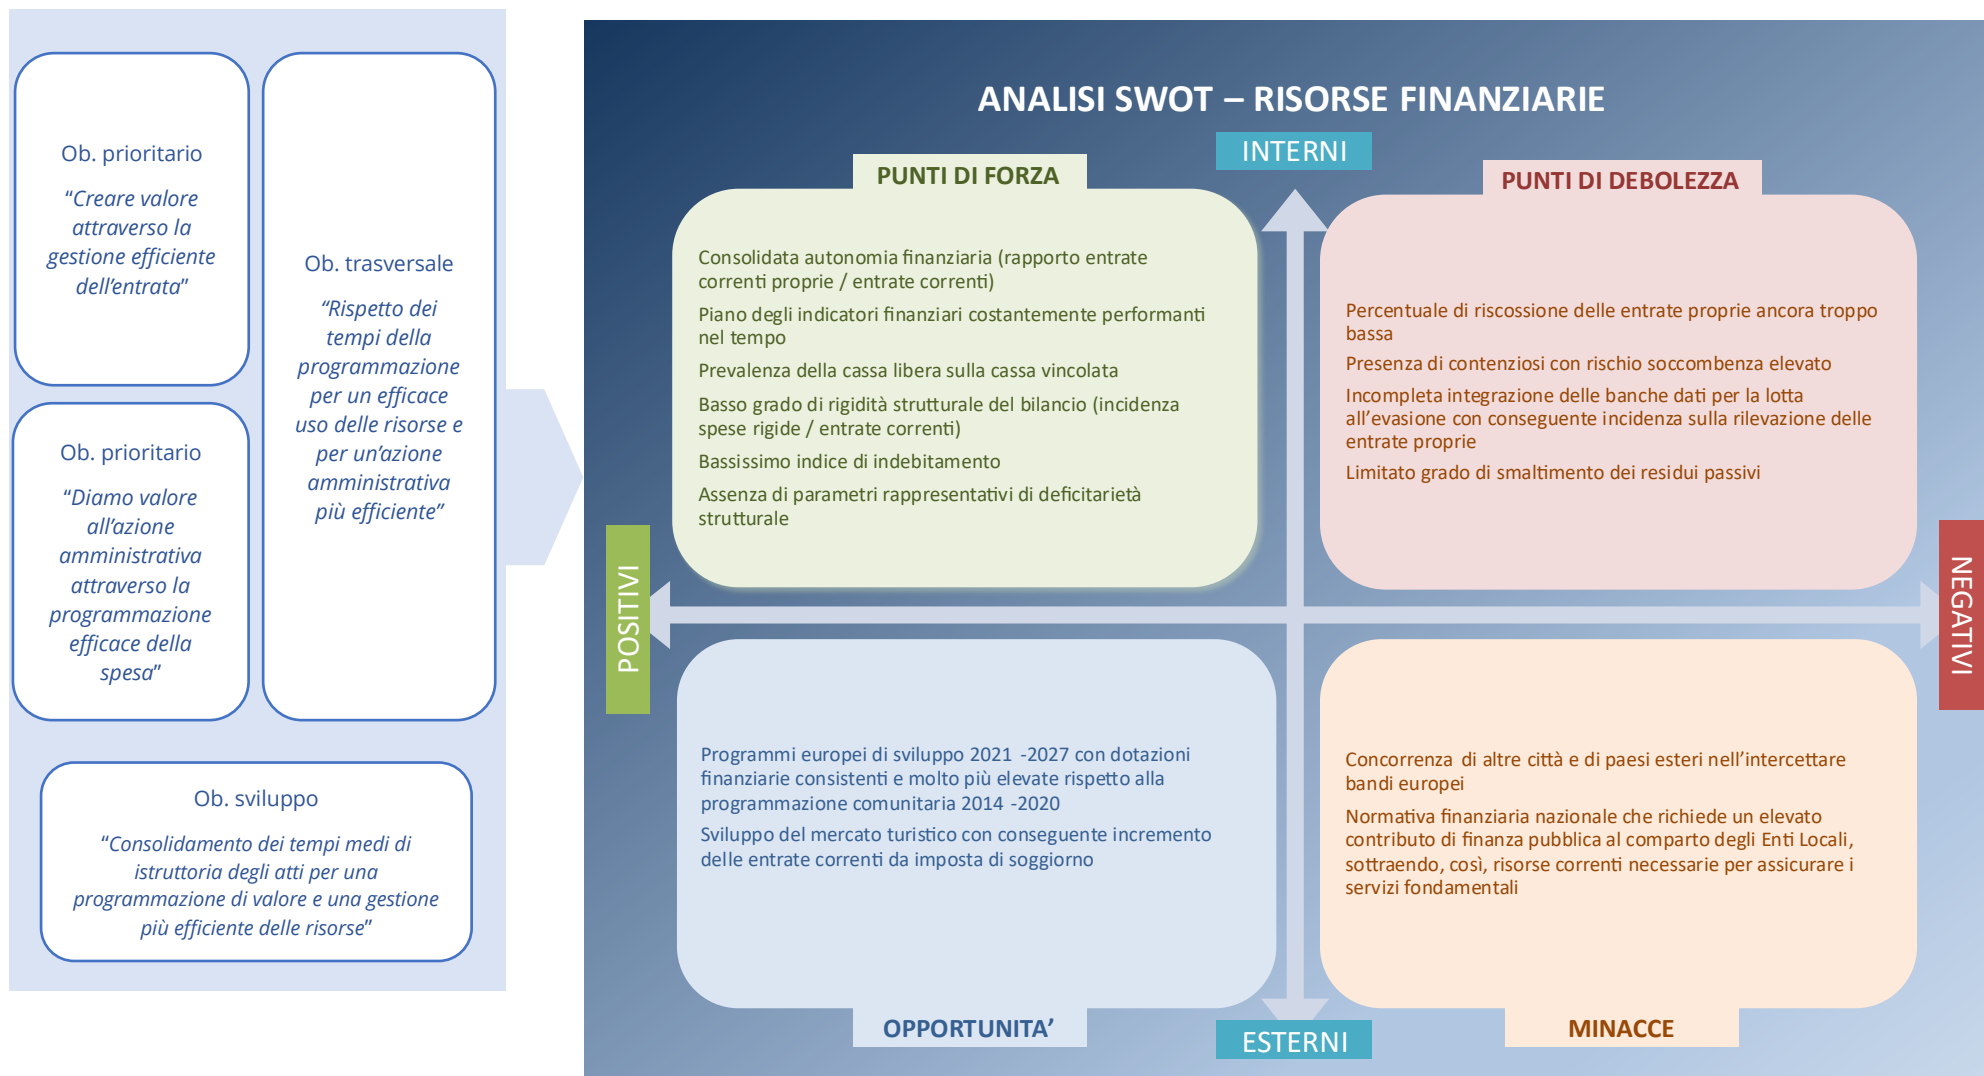 Ob. prioritario
“Creare valore
attraverso la
gestione efficiente
dell’entrata”
Ob. prioritario
“Diamo valore
all’azione
amministrativa
attraverso la
programmazione
efficace della
spesa”
Ob. trasversale
“Rispetto dei
tempi della
programmazione
per un efficace
uso delle risorse e
per un’azione
amministrativa
più efficiente”
Ob. sviluppo
“Consolidamento dei tempi medi di
istruttoria degli atti per una
programmazione di valore e una gestione
più efficiente delle risorse”
ANALISI SWOT – RISORSE FINANZIARIE
INTERNI
PUNTI DI FORZA
Consolidata autonomia finanziaria (rapporto entrate
correnti proprie / entrate correnti)
Piano degli indicatori finanziari costantemente performanti
nel tempo
Prevalenza della cassa libera sulla cassa vincolata
Basso grado di rigidità strutturale del bilancio (incidenza
spese rigide / entrate correnti)
Bassissimo indice di indebitamento
Assenza di parametri rappresentativi di deficitarietà
strutturale
PUNTI DI DEBOLEZZA
Percentuale di riscossione delle entrate proprie ancora troppo
bassa
Presenza di contenziosi con rischio soccombenza elevato
Incompleta integrazione delle banche dati per la lotta
all’evasione con conseguente incidenza sulla rilevazione delle
entrate proprie
Limitato grado di smaltimento dei residui passivi
POSITIVI
NEGATIVI
Programmi europei di sviluppo 2021 -2027 con dotazioni
finanziarie consistenti e molto più elevate rispetto alla
programmazione comunitaria 2014 -2020
Sviluppo del mercato turistico con conseguente incremento
delle entrate correnti da imposta di soggiorno
OPPORTUNITA’
Concorrenza di altre città e di paesi esteri nell’intercettare
bandi europei
Normativa finanziaria nazionale che richiede un elevato
contributo di finanza pubblica al comparto degli Enti Locali,
sottraendo, così, risorse correnti necessarie per assicurare i
servizi fondamentali
MINACCE
ESTERNI